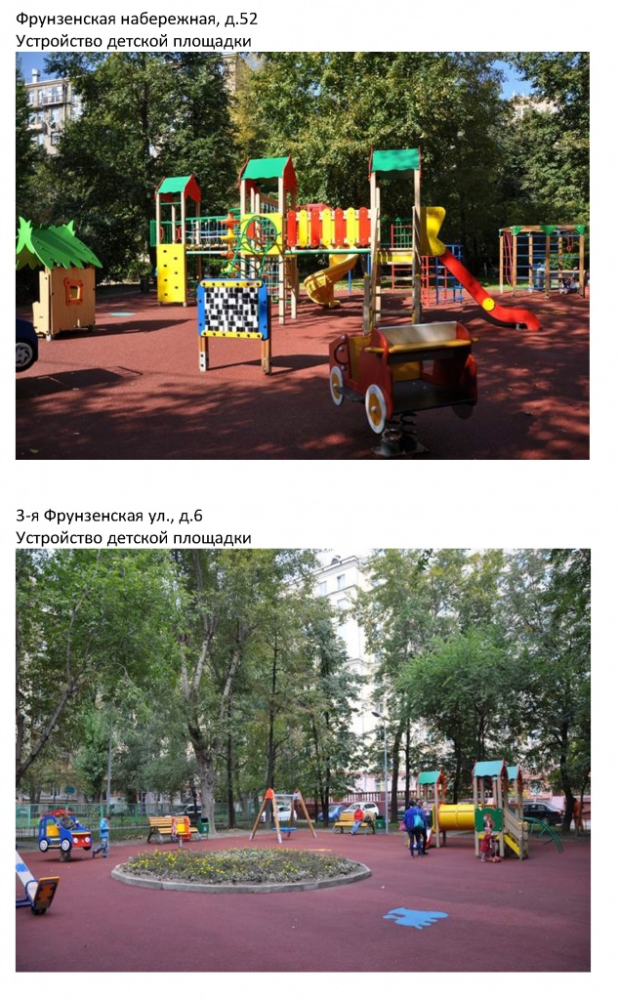 Фрунзенская набережная, д.52
Устройство детской площадки
3-я Фрунзенская ул., д.6
Устройство детской площадки